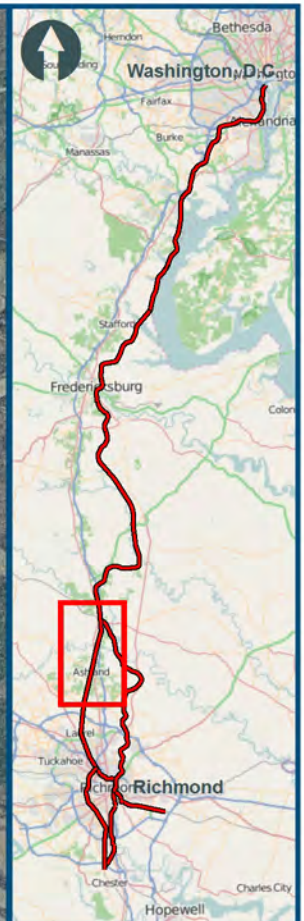 Bethesda
Herndon
Washington, D.C.
Fairfax
Alexandria
Burke
Manassas
Stafford
Fredericksburg
Ashland
Laurel
Tuckahoe
Richmond
Chester
Charles City
Hopewell